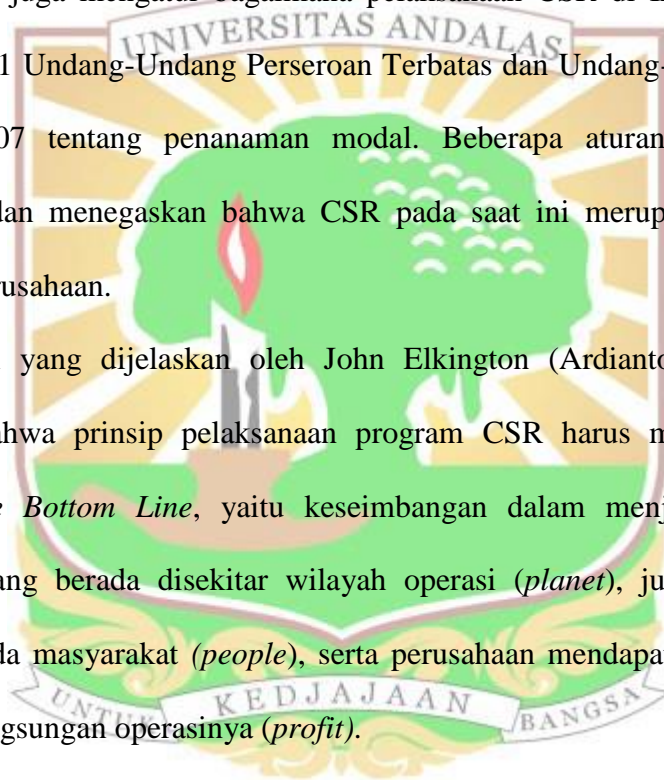 juga mengatur bagaimana pelaksanaan CSR di
UNIVERSITAS ANDALAS
1 Undang-Undang Perseroan Terbatas dan Undang-
07 tentang penanaman modal. Beberapa aturan
dan menegaskan bahwa CSR pada saat ini merup
rusahaan.
yang dijelaskan oleh John Elkington (Ardianto
ahwa prinsip pelaksanaan program CSR harus m
e Bottom Line, yaitu keseimbangan dalam menj
ang berada disekitar wilayah operasi (planet), ju
da masyarakat (people), serta perusahaan mendapa
UNTUK KEDJAJAAN BANGSA
gsungan operasinya (profit).